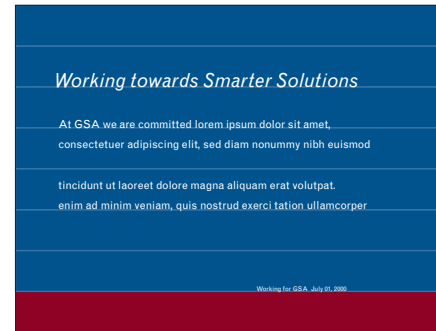 Working towards Smarter Solutions
At GSA we are committed lorem ipsum dolor sit amet,
consectetuer adipiscing elit, sed diam nonummy nibh euismod
tincidunt ut laoreet dolore magna aliquam erat volutpat.
enim ad minim veniam, quis nostrud exerci tation ullamcorper
Working for GSA July 01, 2000